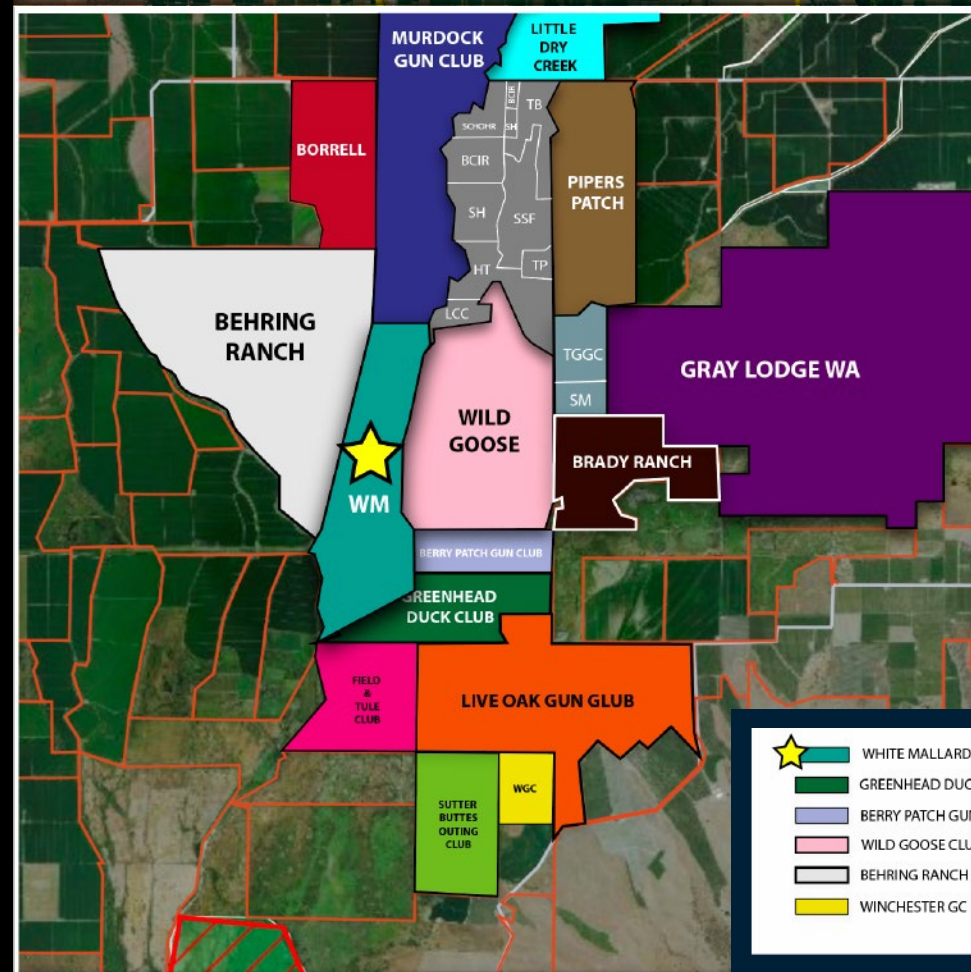 MURDOCK
GUN CLUB
LITTLE
DRY
CREEK
BCIR
TB
SCHOHR
SH
BORRELL
BCIR
PIPERS
PATCH
SH
SSF
HT
TP
LCC
BEHRING
RANCH
TGGC
GRAY LODGE WA
SM
WILD
GOOSE
BRADY RANCH
WM
BERRY PATCH GUN CLUB
GREENHEAD
DUCK CLUB
FIELD
&
TULE
CLUB
LIVE OAK GUN GLUB
SUTTER
BUTTES
OUTING
CLUB
WGC
WHITE MALLARD
GREENHEAD DUC
BERRY PATCH GUN
WILD GOOSE CLU
BEHRING RANCH
WINCHESTER GC